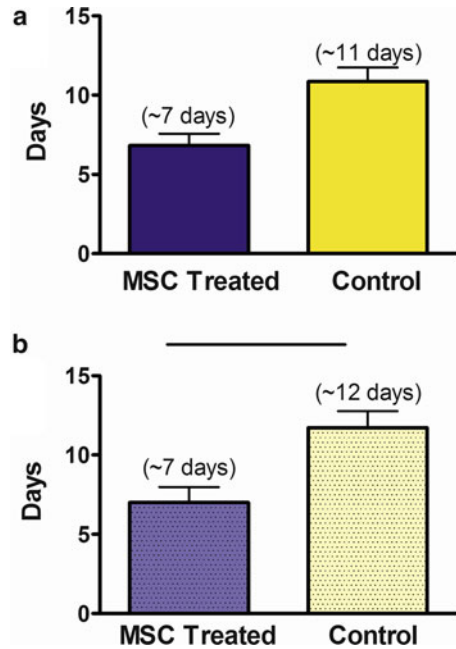 a
15
10
5
0
Days
(~7 days)
(~11 days)
MSC Treated
Control
b
15
10
5
0
Days
(~7 days)
(~12 days)
MSC Treated
Control